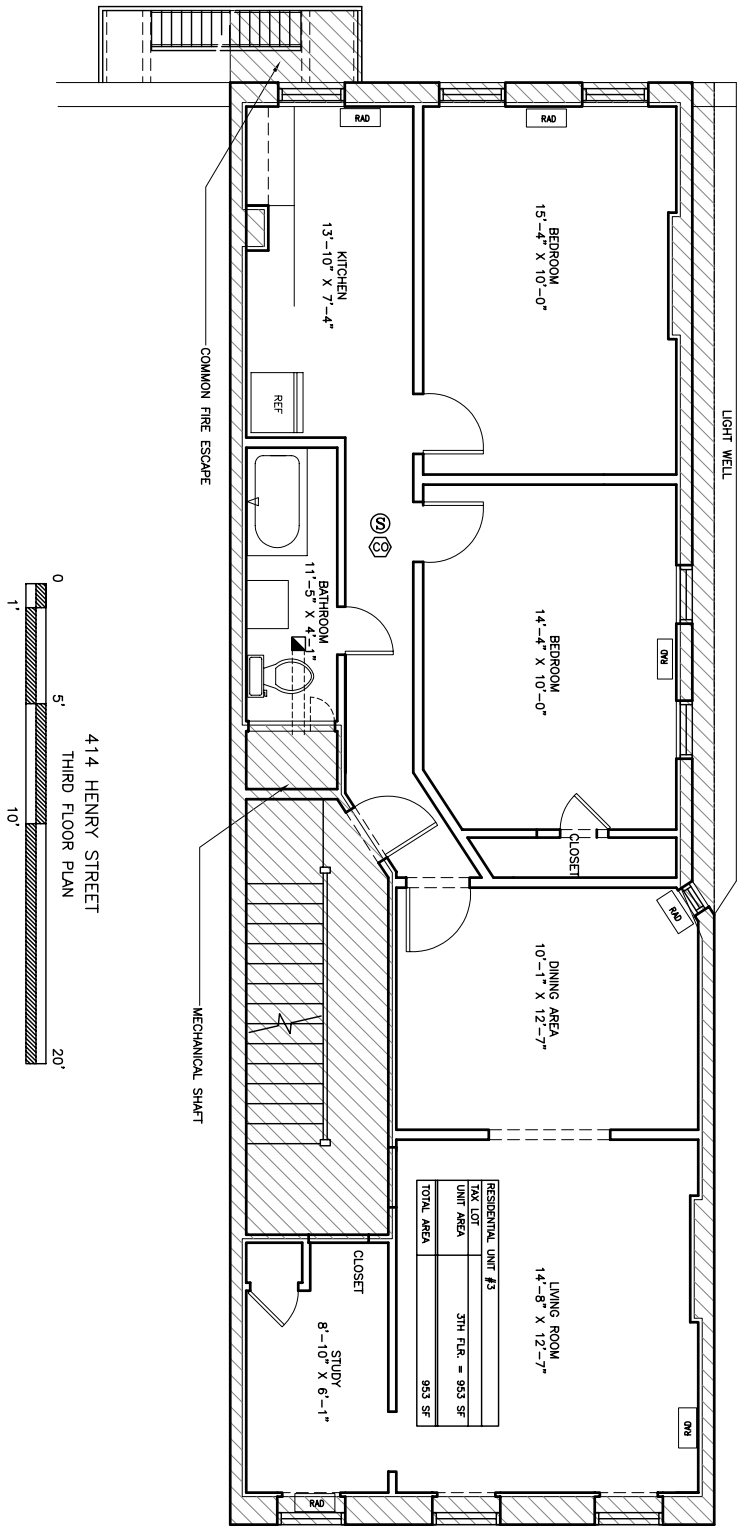 LIGHT WELL
RAD
RAD
BEDROOM
15'-4" X 10'-0"
KITCHEN
13'-10" X 7'-4"
REF
COMMON FIRE ESCAPE
S
CO
BATHROOM
11'-5" X 4'-1"
BEDROOM
14'-4" X 10'-0"
RAD
CLOSET
RAD
DINING AREA
10'-1" X 12'-7"
MECHANICAL SHAFT
RESIDENTIAL UNIT #3
TAX LOT
UNIT AREA 3TH FLR. = 953 SF
TOTAL AREA 953 SF
LIVING ROOM
14'-8" X 12'-7"
RAD
CLOSET
STUDY
8'-10" X 6'-1"
RAD
414 HENRY STREET
THIRD FLOOR PLAN
0 5' 10' 20'
1'